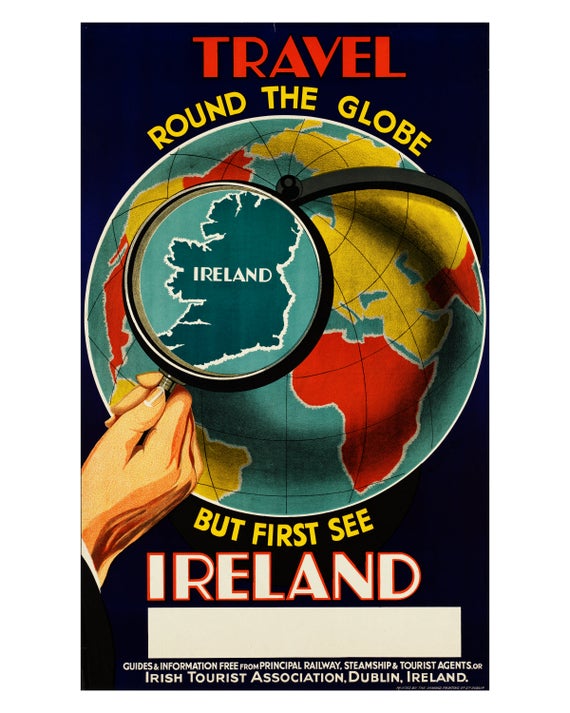 TRAVEL
ROUND THE GLOBE
IRELAND
BUT FIRST SEE
IRELAND
GUIDES & INFORMATION FREE FROM PRINCIPAL RAILWAY, STEAMSHIP & TOURIST AGENTS. OR
IRISH TOURIST ASSOCIATION, DUBLIN, IRELAND.